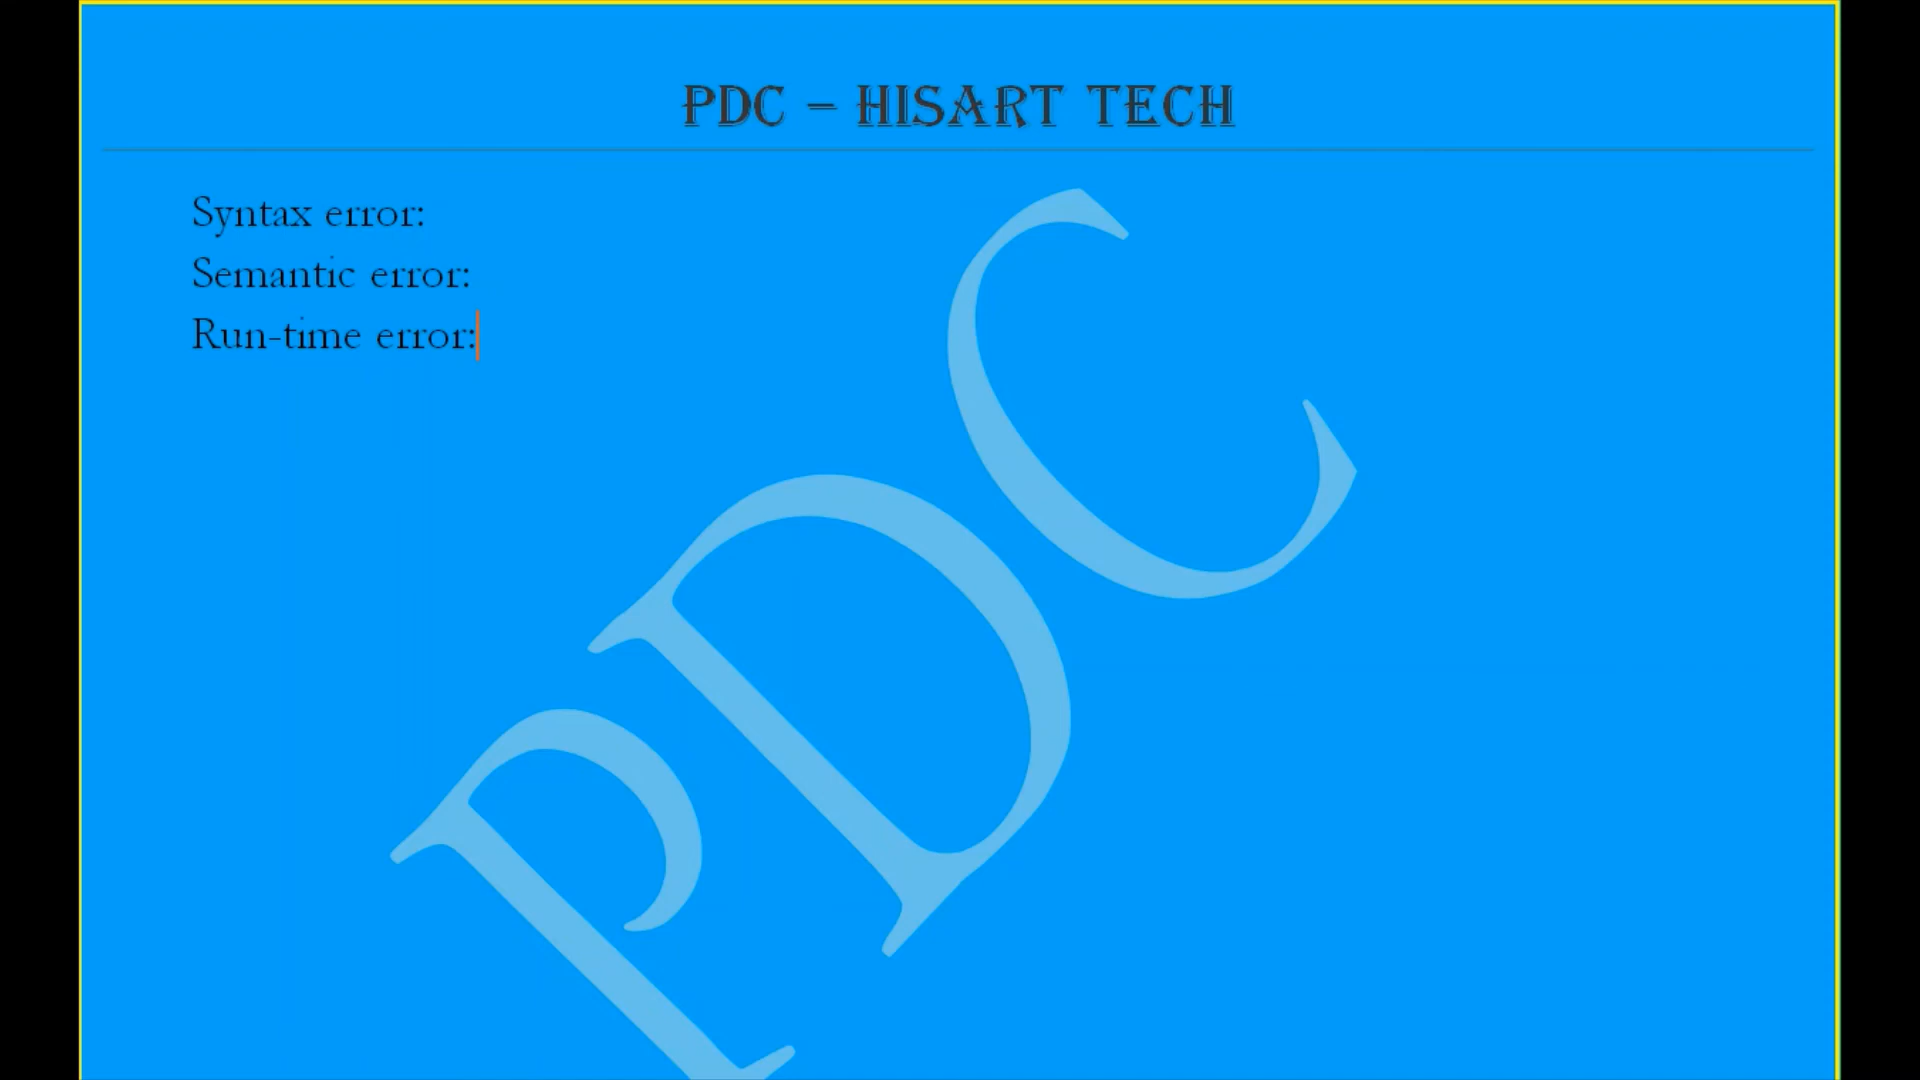 PDC – HISART TECH
Syntax error:
Semantic error:
Run-time error:
PDC